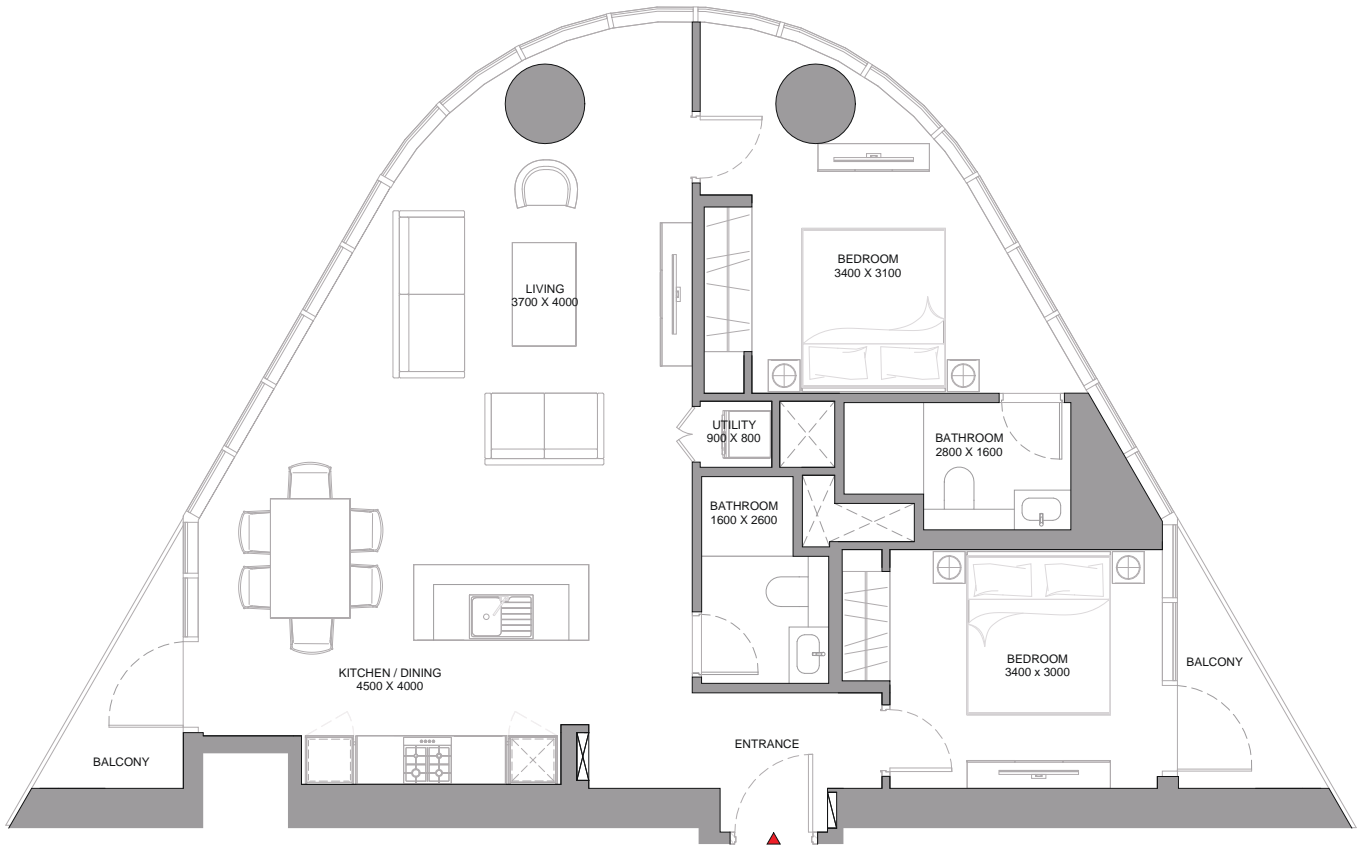 BEDROOM
3400 X 3100
LIVING
3700 X 4000
UTILITY
900 X 800
BATHROOM
2800 X 1600
BATHROOM
1600 X 2600
KITCHEN / DINING
4500 X 4000
BEDROOM
3400 x 3000
BALCONY
ENTRANCE
BALCONY